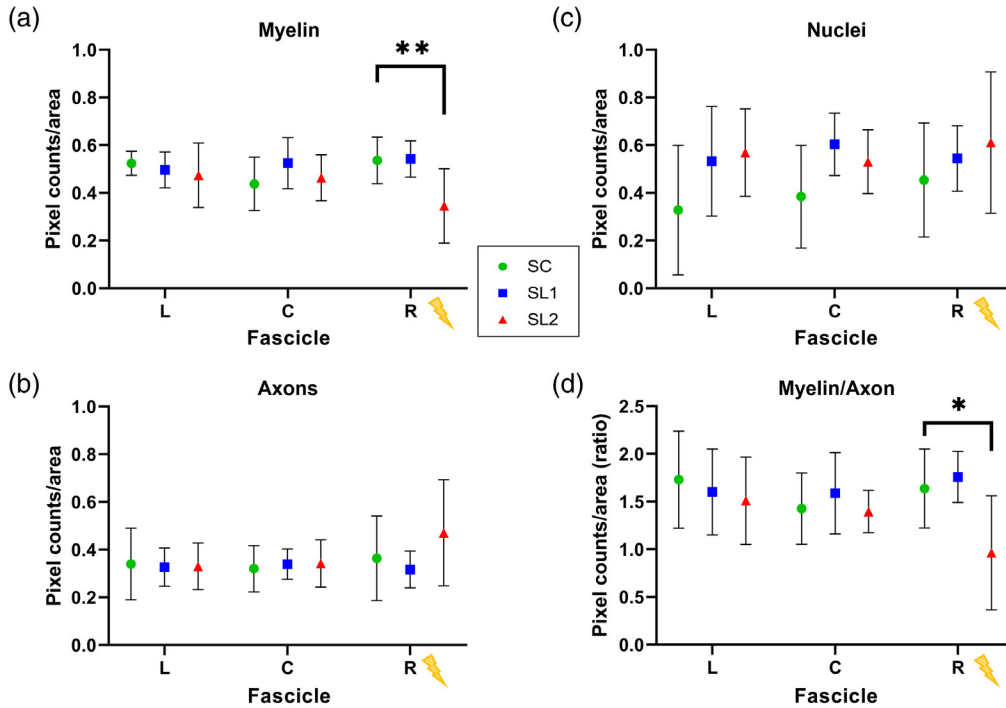 (a)
Myelin
**
Pixel counts/area
1.0
0.8
0.6
0.4
0.2
0.0
L C R
Fascicle
(c)
Nuclei
Pixel counts/area
1.0
0.8
0.6
0.4
0.2
0.0
L C R
Fascicle
SC
SL1
SL2
(b)
Axons
Pixel counts/area
1.0
0.8
0.6
0.4
0.2
0.0
L C R
Fascicle
(d)
Myelin/Axon
*
Pixel counts/area (ratio)
2.5
2.0
1.5
1.0
0.5
0.0
L C R
Fascicle